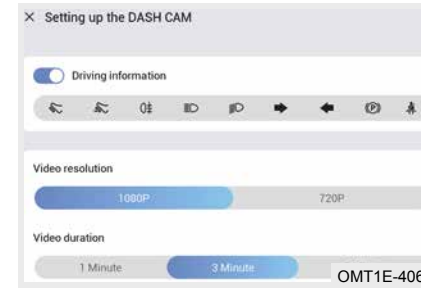 × Setting up the DASH CAM
Driving information
Video resolution
1080P 720P
Video duration
1 Minute 3 Minute
OMT1E-406